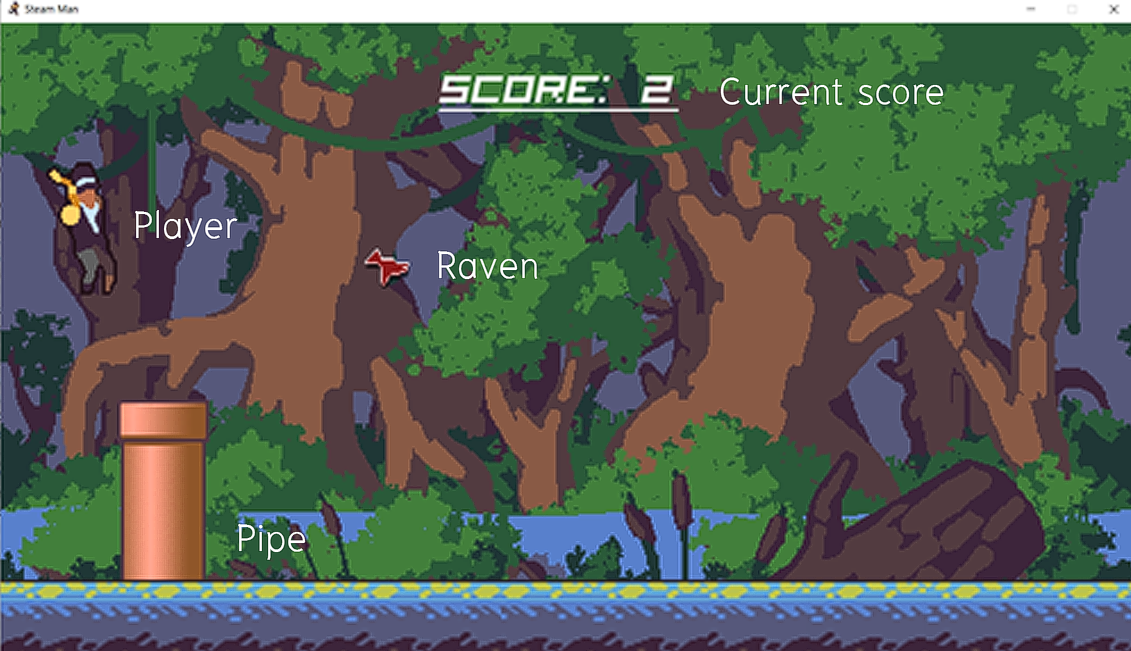 Steam Man
SCORE: 2
Current score
Player
Raven
Pipe